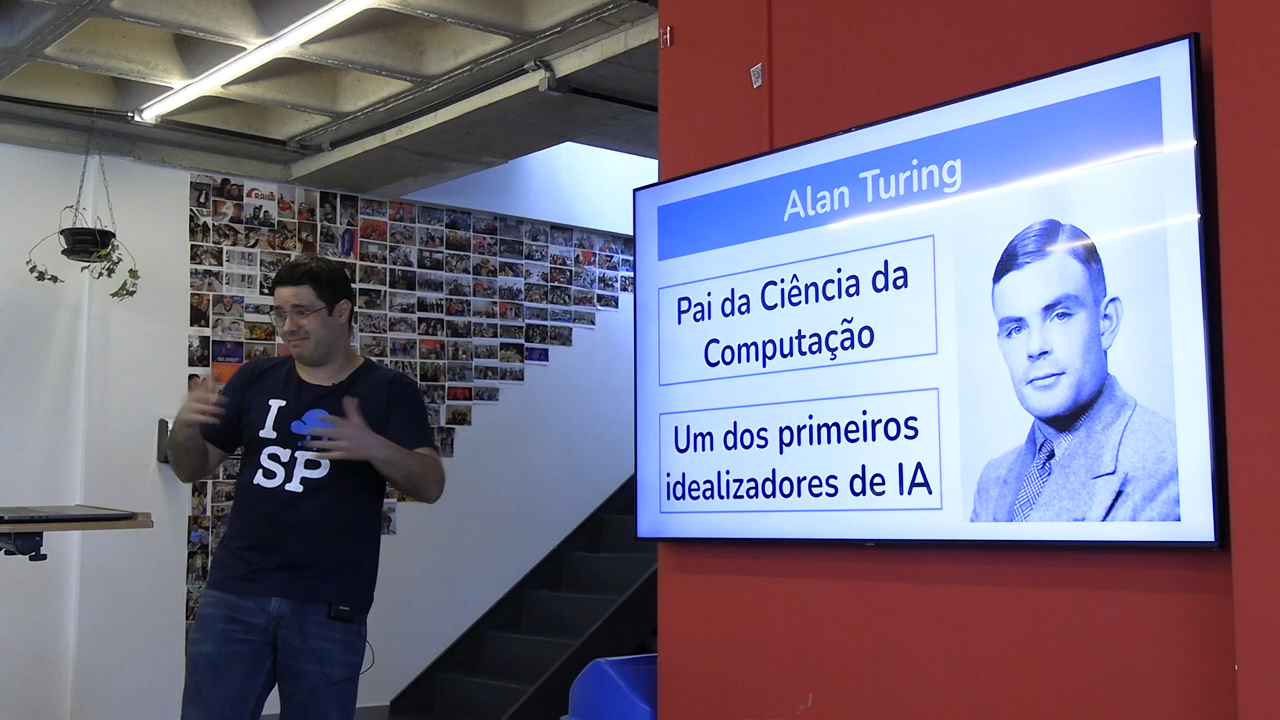 Alan Turing
Pai da Ciência da
Computação
Um dos primeiros
idealizadores de IA
I
SP